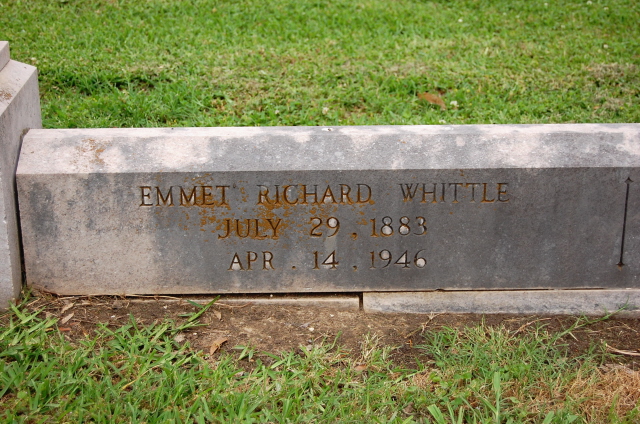 EMMET RICHARD WHITTLE
JULY 29, 1883
APR. 14. 1946